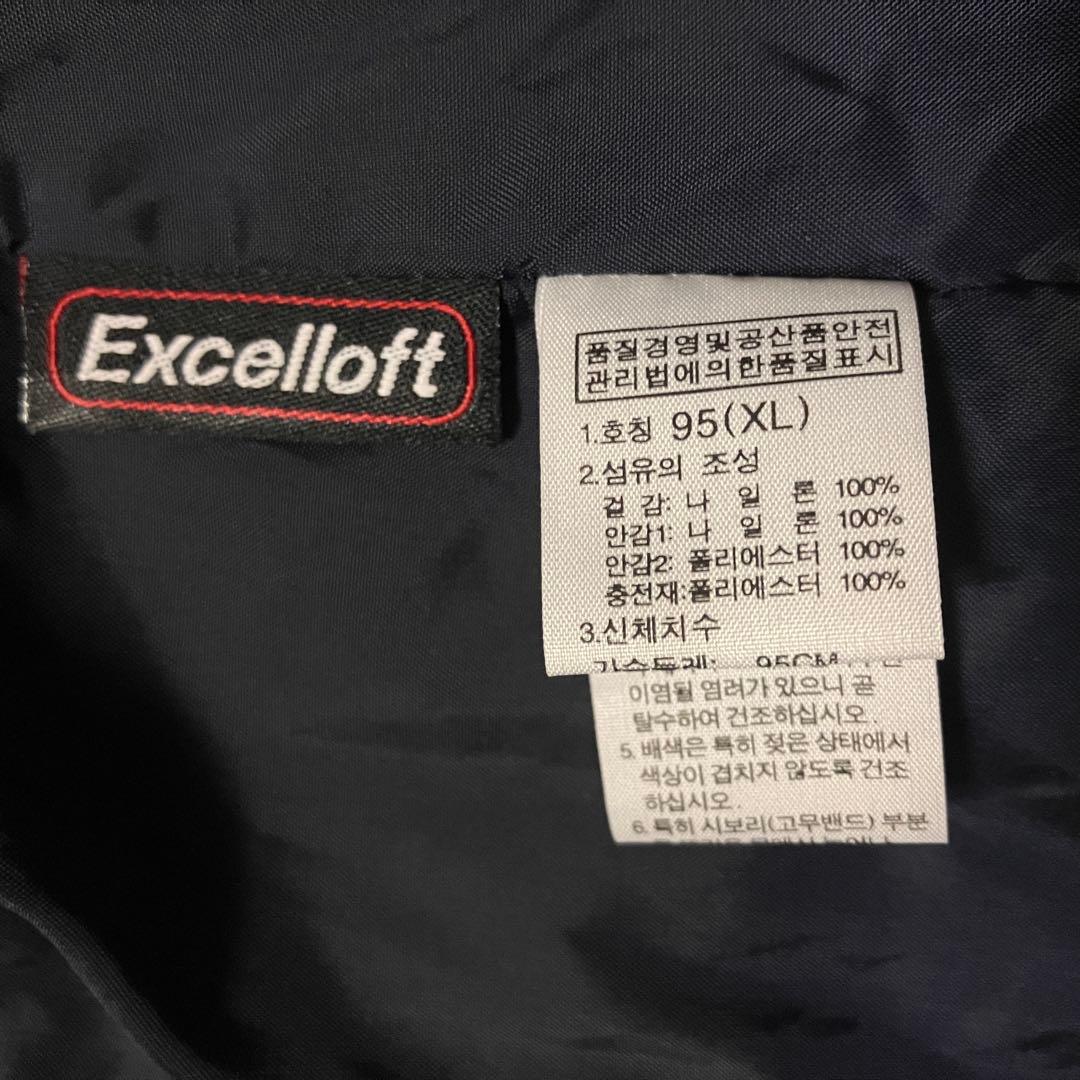 Excelloft
품질경영및공산품안전
관리법에의한품질표시
1.호칭 95(XL)
2.섬유의 조성
겉 감: 나 일 론 100%
안감1: 나 일 론 100%
안감2: 폴리에스터 100%
충전재:폴리에스터 100%
3.신체치수
가슴둘레: 95CM
이염될 염려가 있으니 곧
탈수하여 건조하십시오.
5. 배색은 특히 젖은 상태에서
색상이 겹치지 않도록 건조
하십시오.
6. 특히 시보리(고무밴드) 부분